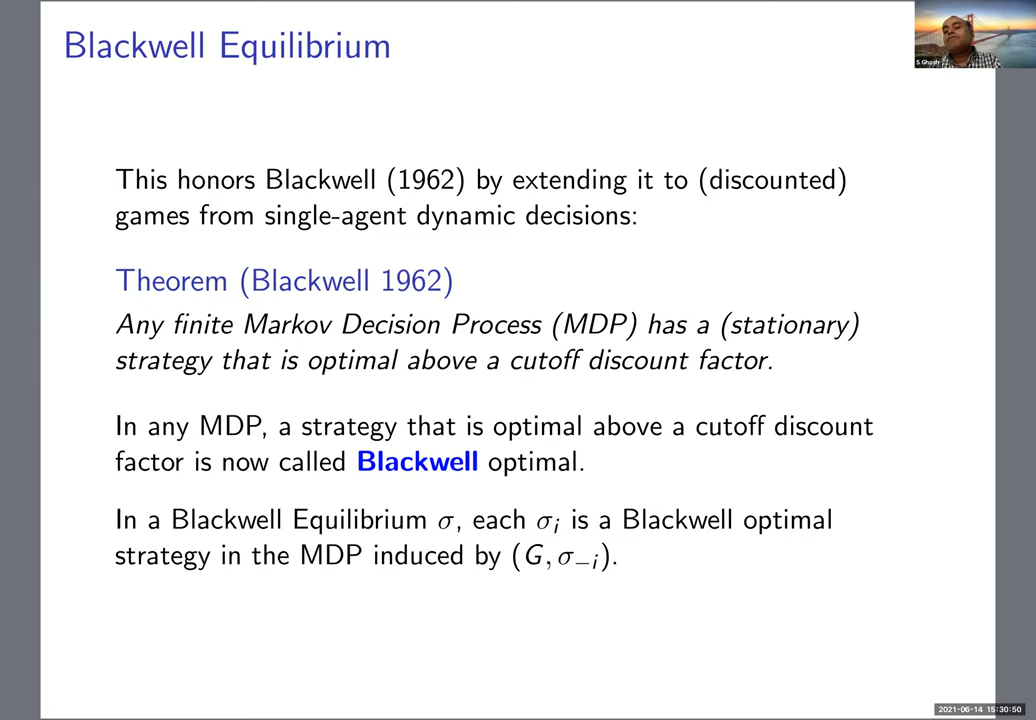 Blackwell Equilibrium
S Ghosh
This honors Blackwell (1962) by extending it to (discounted)
games from single-agent dynamic decisions:
Theorem (Blackwell 1962)
Any finite Markov Decision Process (MDP) has a (stationary)
strategy that is optimal above a cutoff discount factor.
In any MDP, a strategy that is optimal above a cutoff discount
factor is now called Blackwell optimal.
In a Blackwell Equilibrium σ, each σᵢ is a Blackwell optimal
strategy in the MDP induced by (G, σ₋ᵢ).
2021-06-14 15:30:50